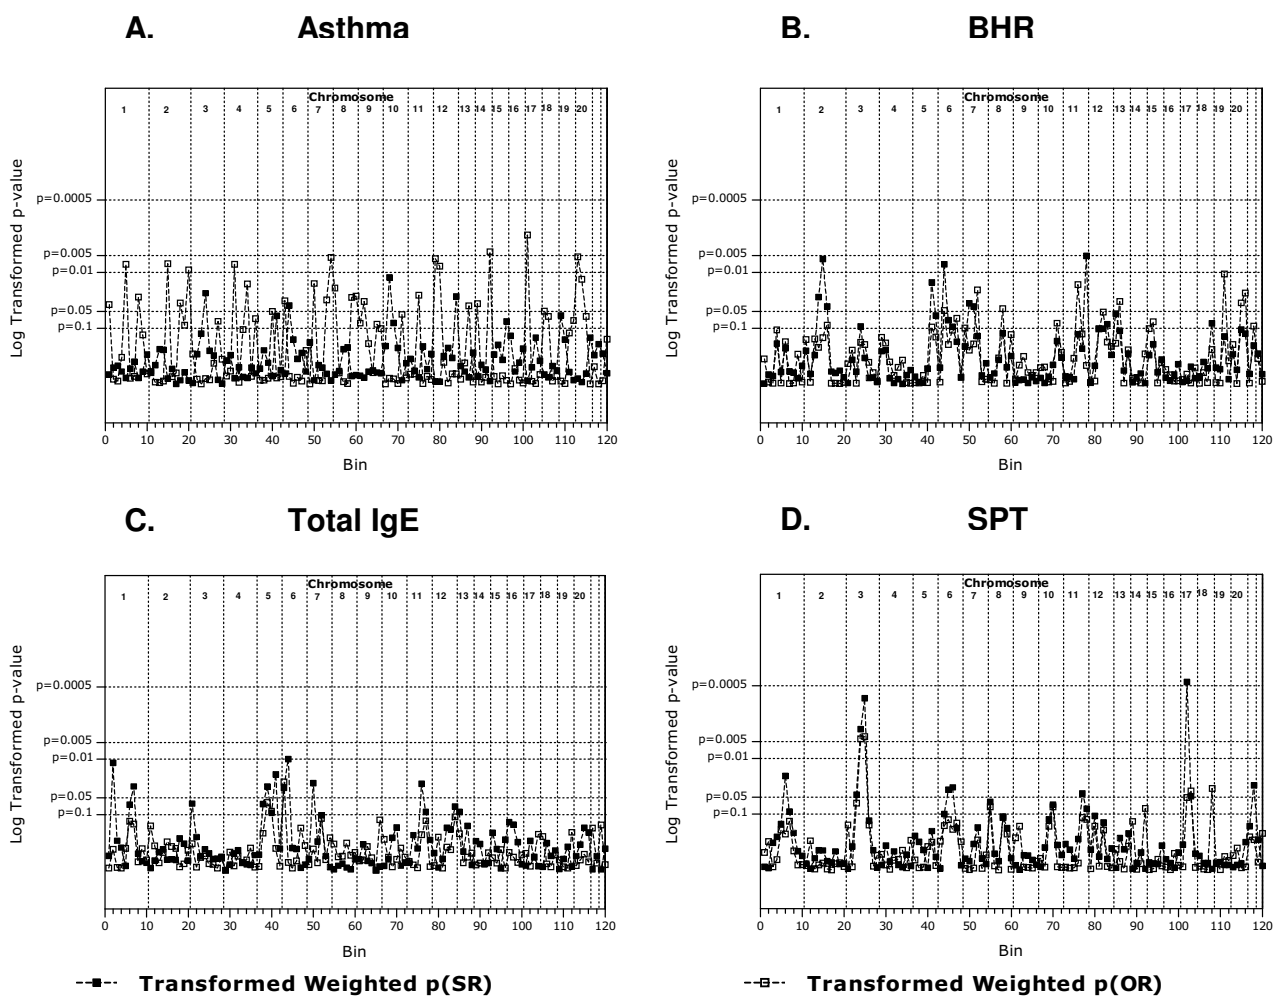 A. Asthma
Chromosome
1 2 3 4 5 6 7 8 9 10 11 12 13 14 15 16 17 18 19 20
Log Transformed p-value
p=0.0005
p=0.005
p=0.01
p=0.05
p=0.1
0 10 20 30 40 50 60 70 80 90 100 110 120
Bin
B. BHR
Chromosome
1 2 3 4 5 6 7 8 9 10 11 12 13 14 15 16 17 18 19 20
Log Transformed p-value
p=0.0005
p=0.005
p=0.01
p=0.05
p=0.1
0 10 20 30 40 50 60 70 80 90 100 110 120
Bin
C. Total IgE
Chromosome
1 2 3 4 5 6 7 8 9 10 11 12 13 14 15 16 17 18 19 20
Log Transformed p-value
p=0.0005
p=0.005
p=0.01
p=0.05
p=0.1
0 10 20 30 40 50 60 70 80 90 100 110 120
Bin
D. SPT
Chromosome
1 2 3 4 5 6 7 8 9 10 11 12 13 14 15 16 17 18 19 20
Log Transformed p-value
p=0.0005
p=0.005
p=0.01
p=0.05
p=0.1
0 10 20 30 40 50 60 70 80 90 100 110 120
Bin
Transformed Weighted p(SR)
Transformed Weighted p(OR)